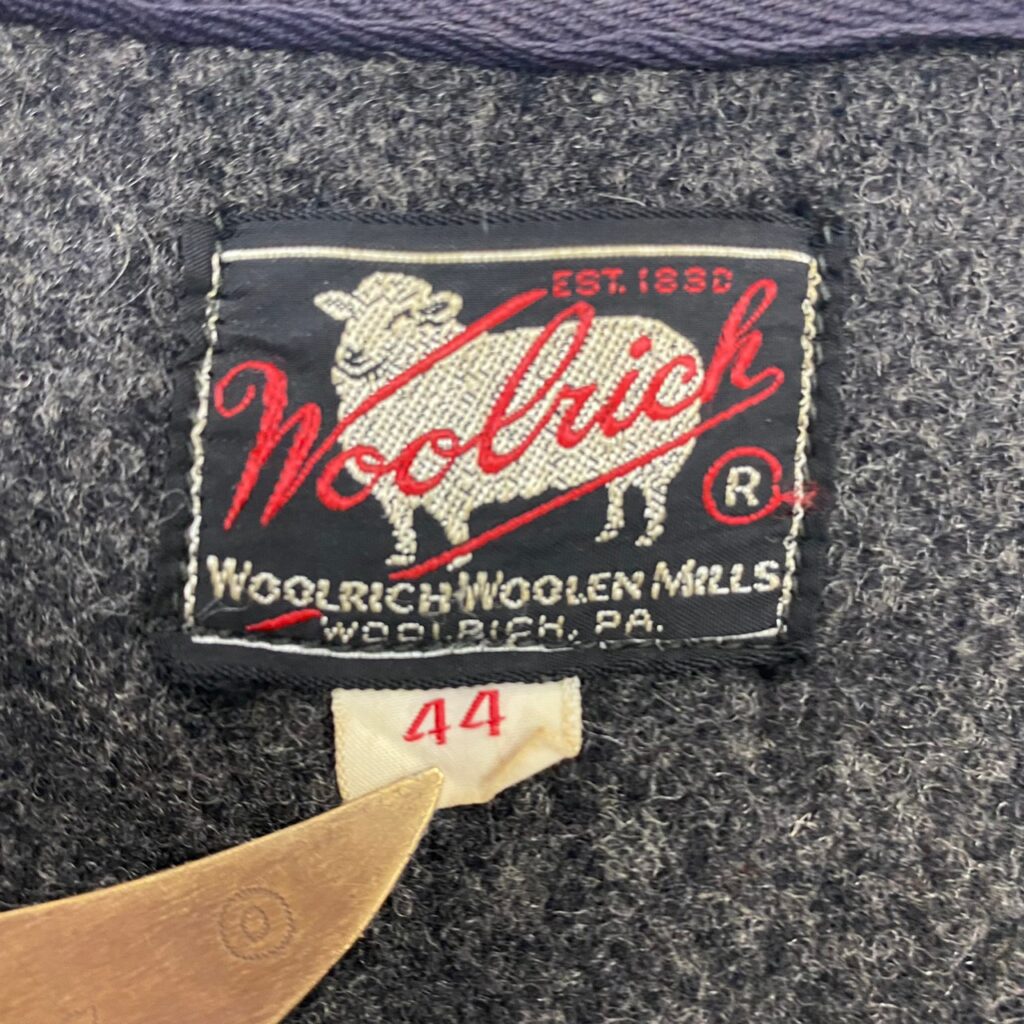 EST. 1830
Woolrich
R
WOOLRICH WOOLEN MILLS
WOOLRICH, PA.
44